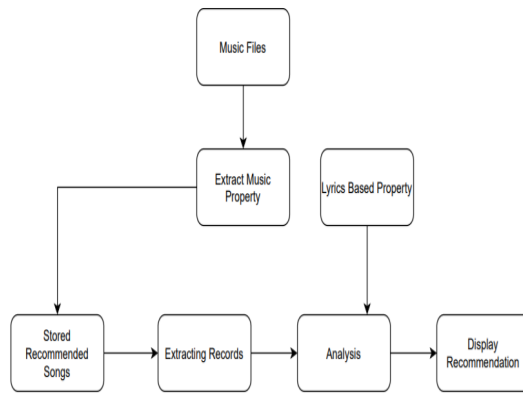 Music Files
Extract Music
Property
Lyrics Based Property
Stored
Recommended
Songs
Extracting Records
Analysis
Display
Recommendation